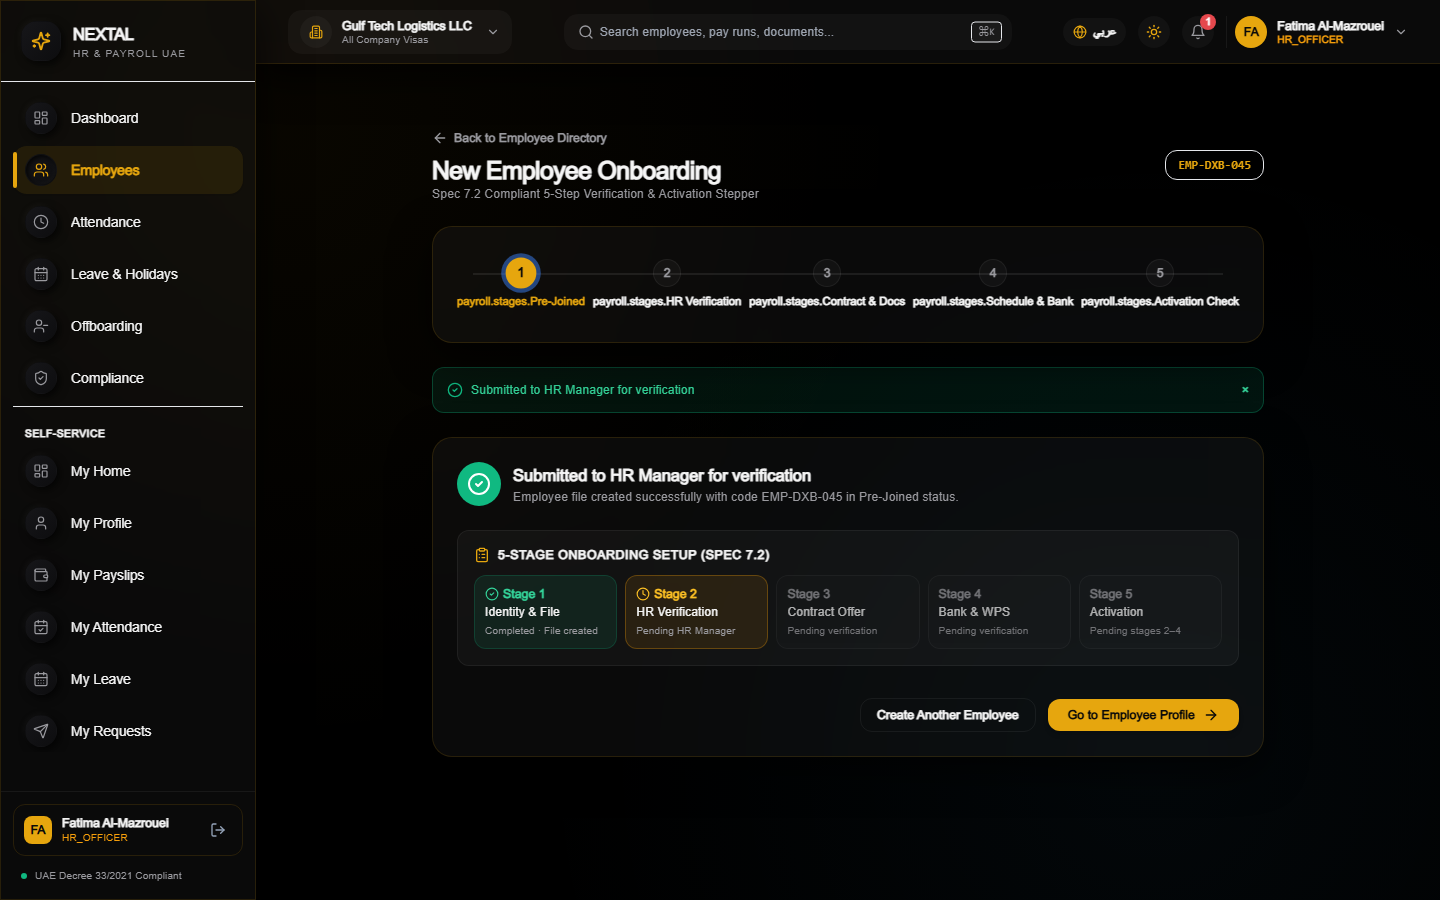 NEXTAL
HR & PAYROLL UAE
Dashboard
Employees
Attendance
Leave & Holidays
Offboarding
Compliance
SELF-SERVICE
My Home
My Profile
My Payslips
My Attendance
My Leave
My Requests
FA
Fatima Al-Mazrouei
HR_OFFICER
UAE Decree 33/2021 Compliant
Gulf Tech Logistics LLC
All Company Visas
Search employees, pay runs, documents...
⌘K
عربي
1
FA
Fatima Al-Mazrouei
HR_OFFICER
Back to Employee Directory
New Employee Onboarding
Spec 7.2 Compliant 5-Step Verification & Activation Stepper
EMP-DXB-045
1 2 3 4 5
payroll.stages.Pre-Joined payroll.stages.HR Verification payroll.stages.Contract & Docs payroll.stages.Schedule & Bank payroll.stages.Activation Check
Submitted to HR Manager for verification ×
Submitted to HR Manager for verification
Employee file created successfully with code EMP-DXB-045 in Pre-Joined status.
5-STAGE ONBOARDING SETUP (SPEC 7.2)
Stage 1
Identity & File
Completed · File created
Stage 2
HR Verification
Pending HR Manager
Stage 3
Contract Offer
Pending verification
Stage 4
Bank & WPS
Pending verification
Stage 5
Activation
Pending stages 2–4
Create Another Employee
Go to Employee Profile